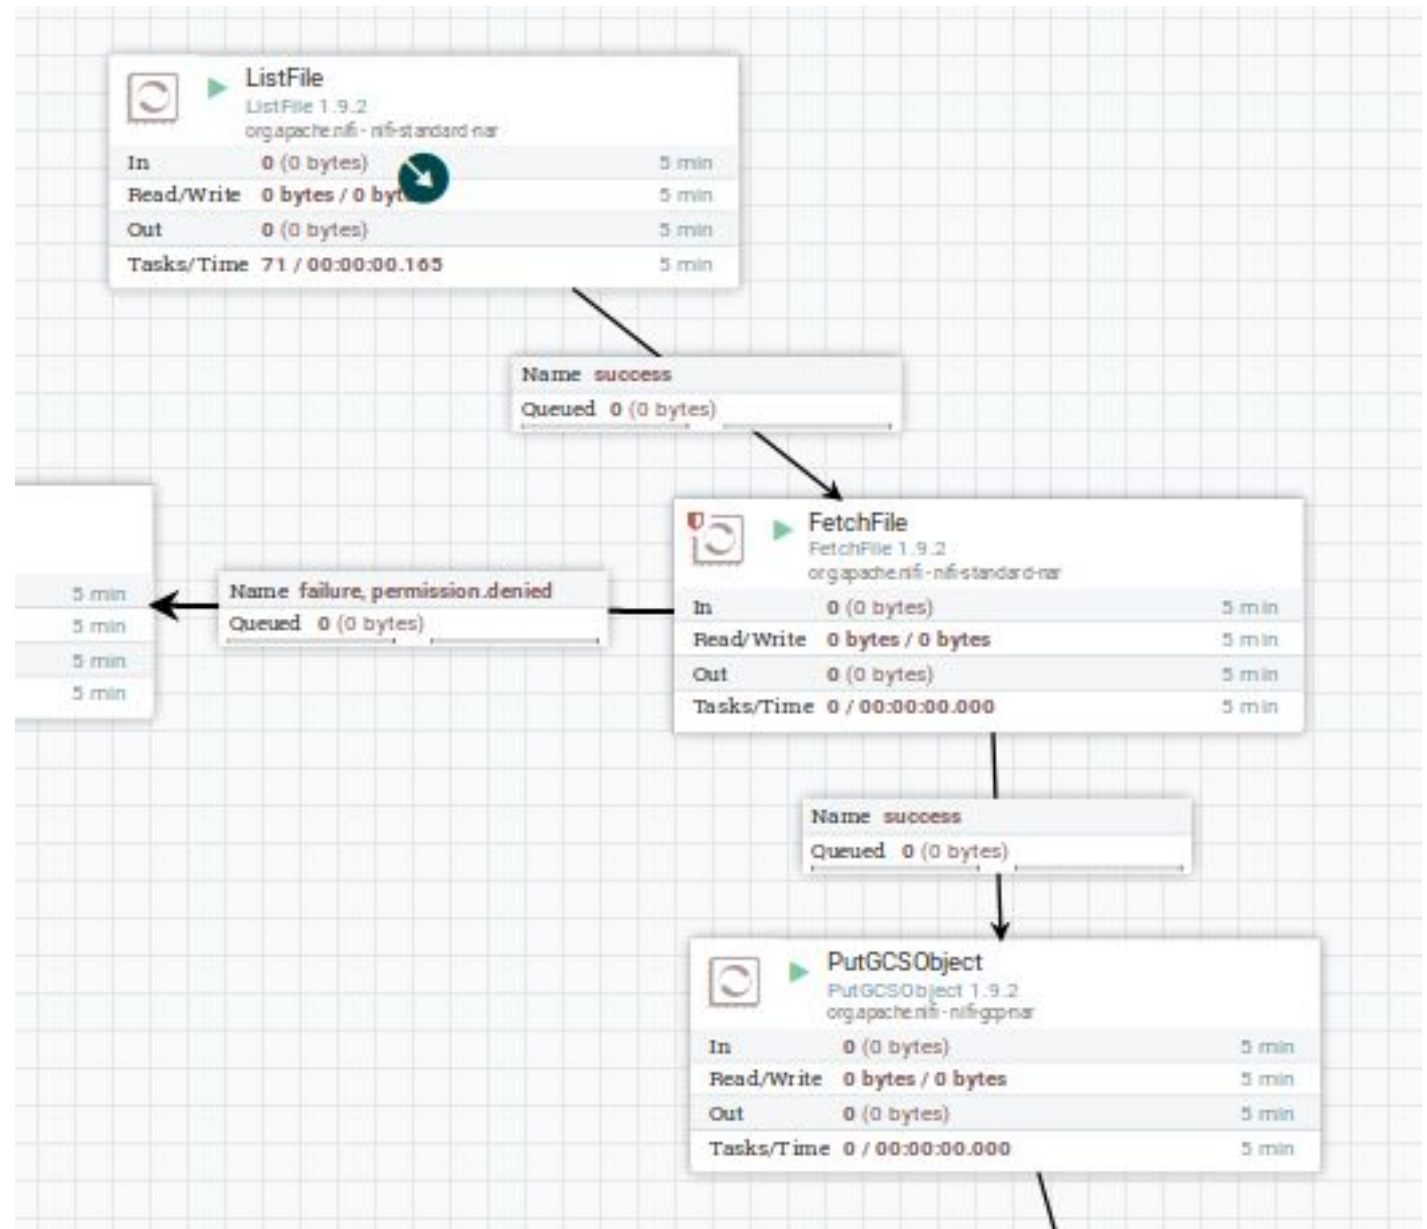 ListFile
ListFile 1.9.2
org.apache.nifi - nifi-standard-nar
In 0 (0 bytes) 5 min
Read/Write 0 bytes / 0 5 min
Out 0 (0 bytes) 5 min
Tasks/Time 71 / 00:00:00.165 5 min
Name success
Queued 0 (0 bytes)
FetchFile
FetchFile 1.9.2
org.apache.nifi - nifi-standard-nar
5 min
5 min
5 min
5 min
Name failure, permission.denied
Queued 0 (0 bytes)
In 0 (0 bytes) 5 min
Read/Write 0 bytes / 0 bytes 5 min
Out 0 (0 bytes) 5 min
Tasks/Time 0 / 00:00:00.000 5 min
Name success
Queued 0 (0 bytes)
PutGCSObject
PutGCSObject 1.9.2
org.apache.nifi - nifi-gcp-nar
In 0 (0 bytes) 5 min
Read/Write 0 bytes / 0 bytes 5 min
Out 0 (0 bytes) 5 min
Tasks/Time 0 / 00:00:00.000 5 min